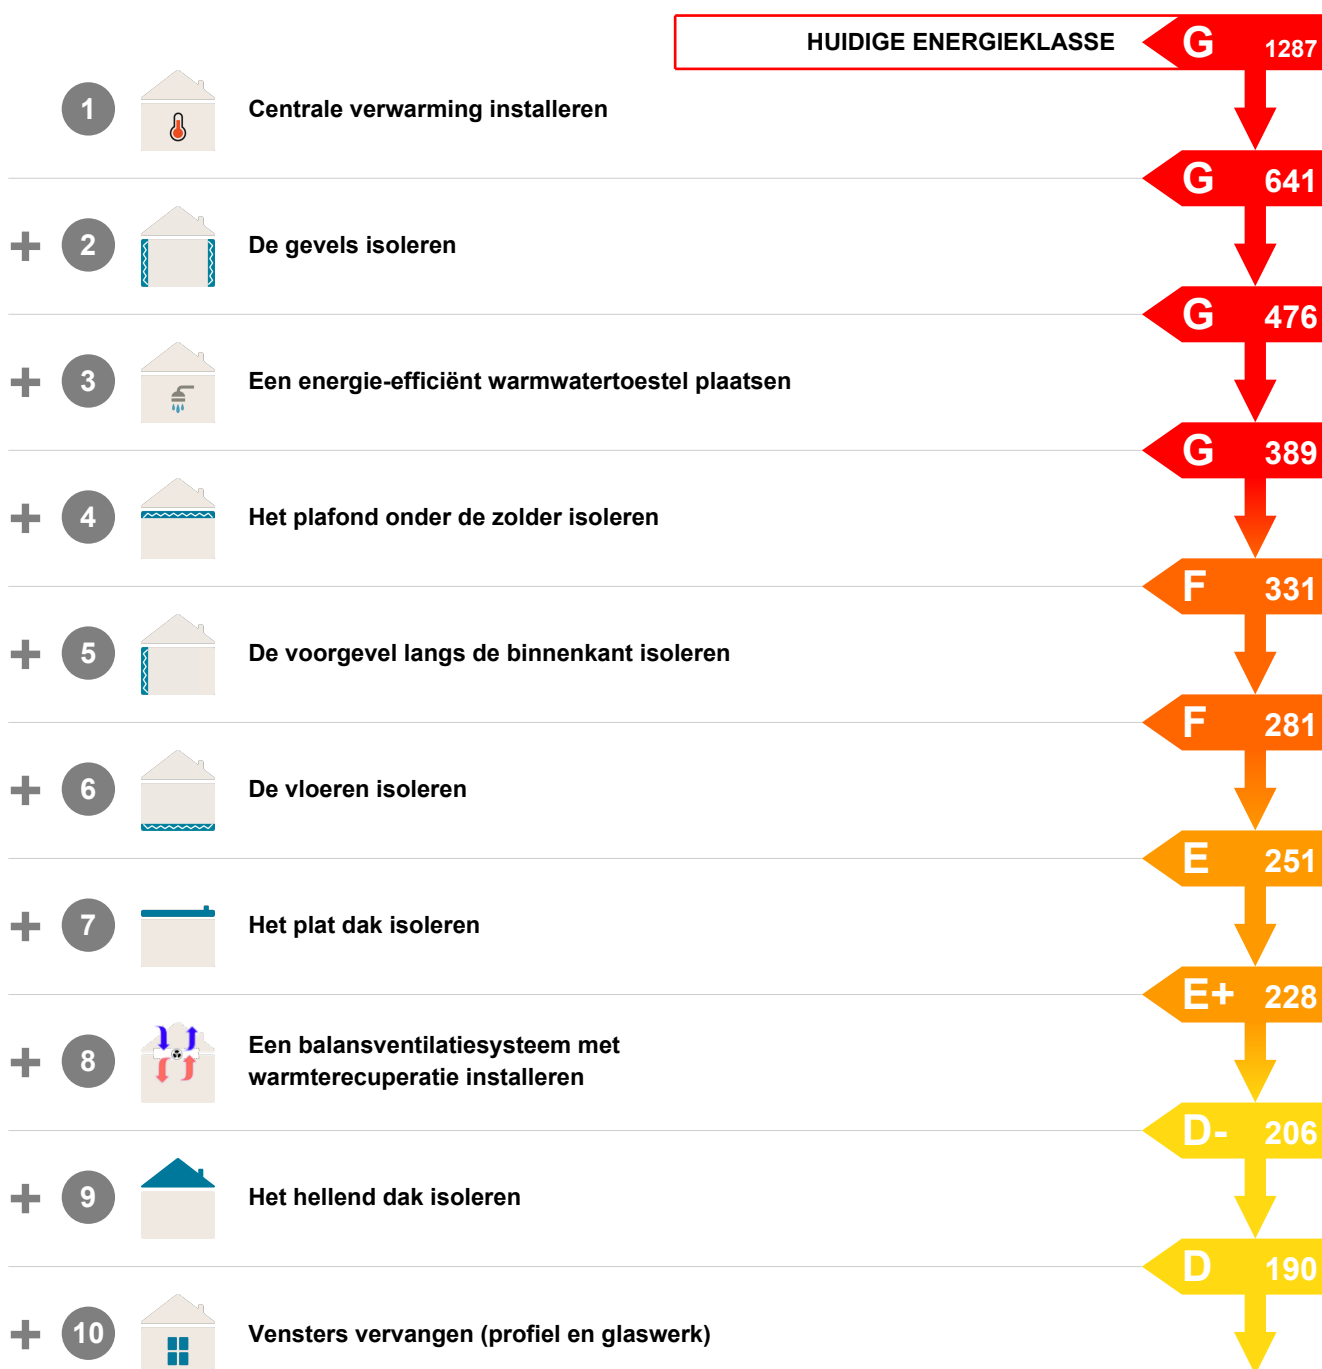 HUIDIGE ENERGIEKLASSE G 1287
1 Centrale verwarming installeren
G 641
+ 2 De gevels isoleren
G 476
+ 3 Een energie-efficiënt warmwatertoestel plaatsen
G 389
+ 4 Het plafond onder de zolder isoleren
F 331
+ 5 De voorgevel langs de binnenkant isoleren
F 281
+ 6 De vloeren isoleren
E 251
+ 7 Het plat dak isoleren
E+ 228
+ 8 Een balansventilatiesysteem met
warmterecuperatie installeren
D- 206
+ 9 Het hellend dak isoleren
D 190
+ 10 Vensters vervangen (profiel en glaswerk)